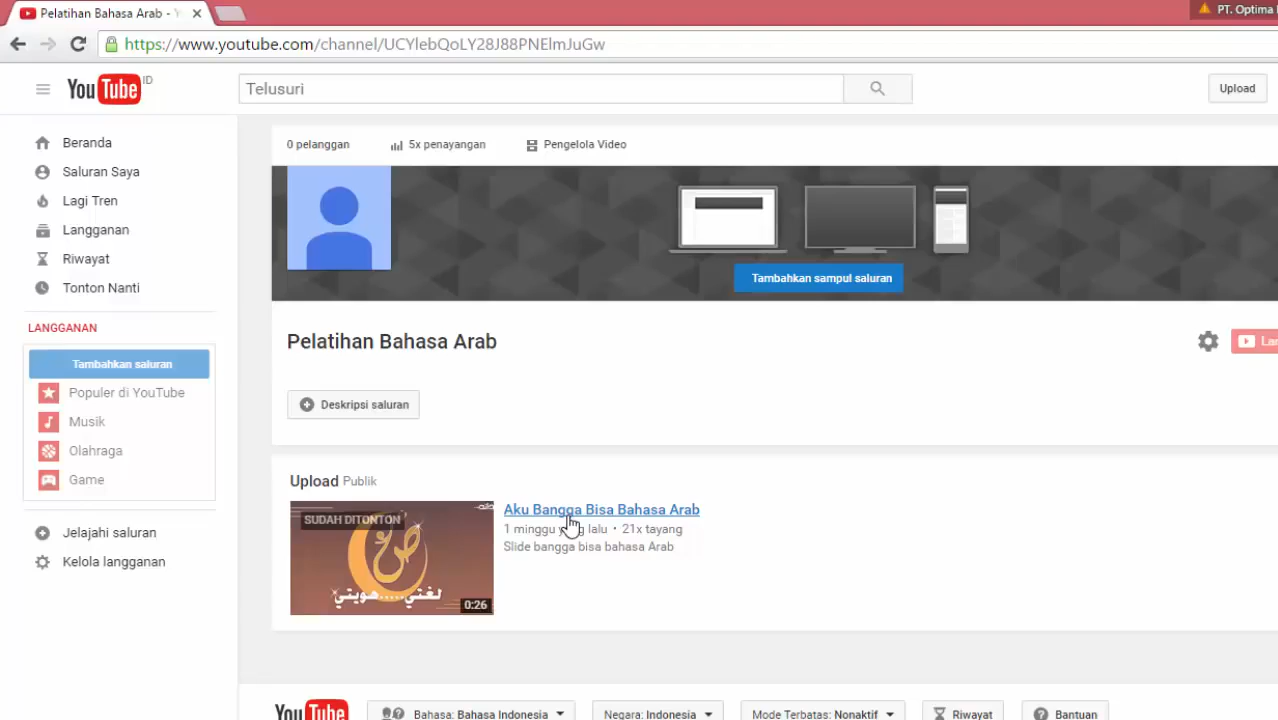 Pelatihan Bahasa Arab -
PT. Optima
https://www.youtube.com/channel/UCYlebQoLY28J88PNElmJuGw
YouTube ID
Telusuri
Upload
Beranda
Saluran Saya
Lagi Tren
Langganan
Riwayat
Tonton Nanti
LANGGANAN
Tambahkan saluran
Populer di YouTube
Musik
Olahraga
Game
Jelajahi saluran
Kelola langganan
0 pelanggan
5x penayangan
Pengelola Video
Tambahkan sampul saluran
Pelatihan Bahasa Arab
Deskripsi saluran
Upload Publik
SUDAH DITONTON
ص
لغتي.....هويتي
0:26
Aku Bangga Bisa Bahasa Arab
1 minggu yang lalu • 21x tayang
Slide bangga bisa bahasa Arab
YouTube
Bahasa: Bahasa Indonesia
Negara: Indonesia
Mode Terbatas: Nonaktif
Riwayat
Bantuan